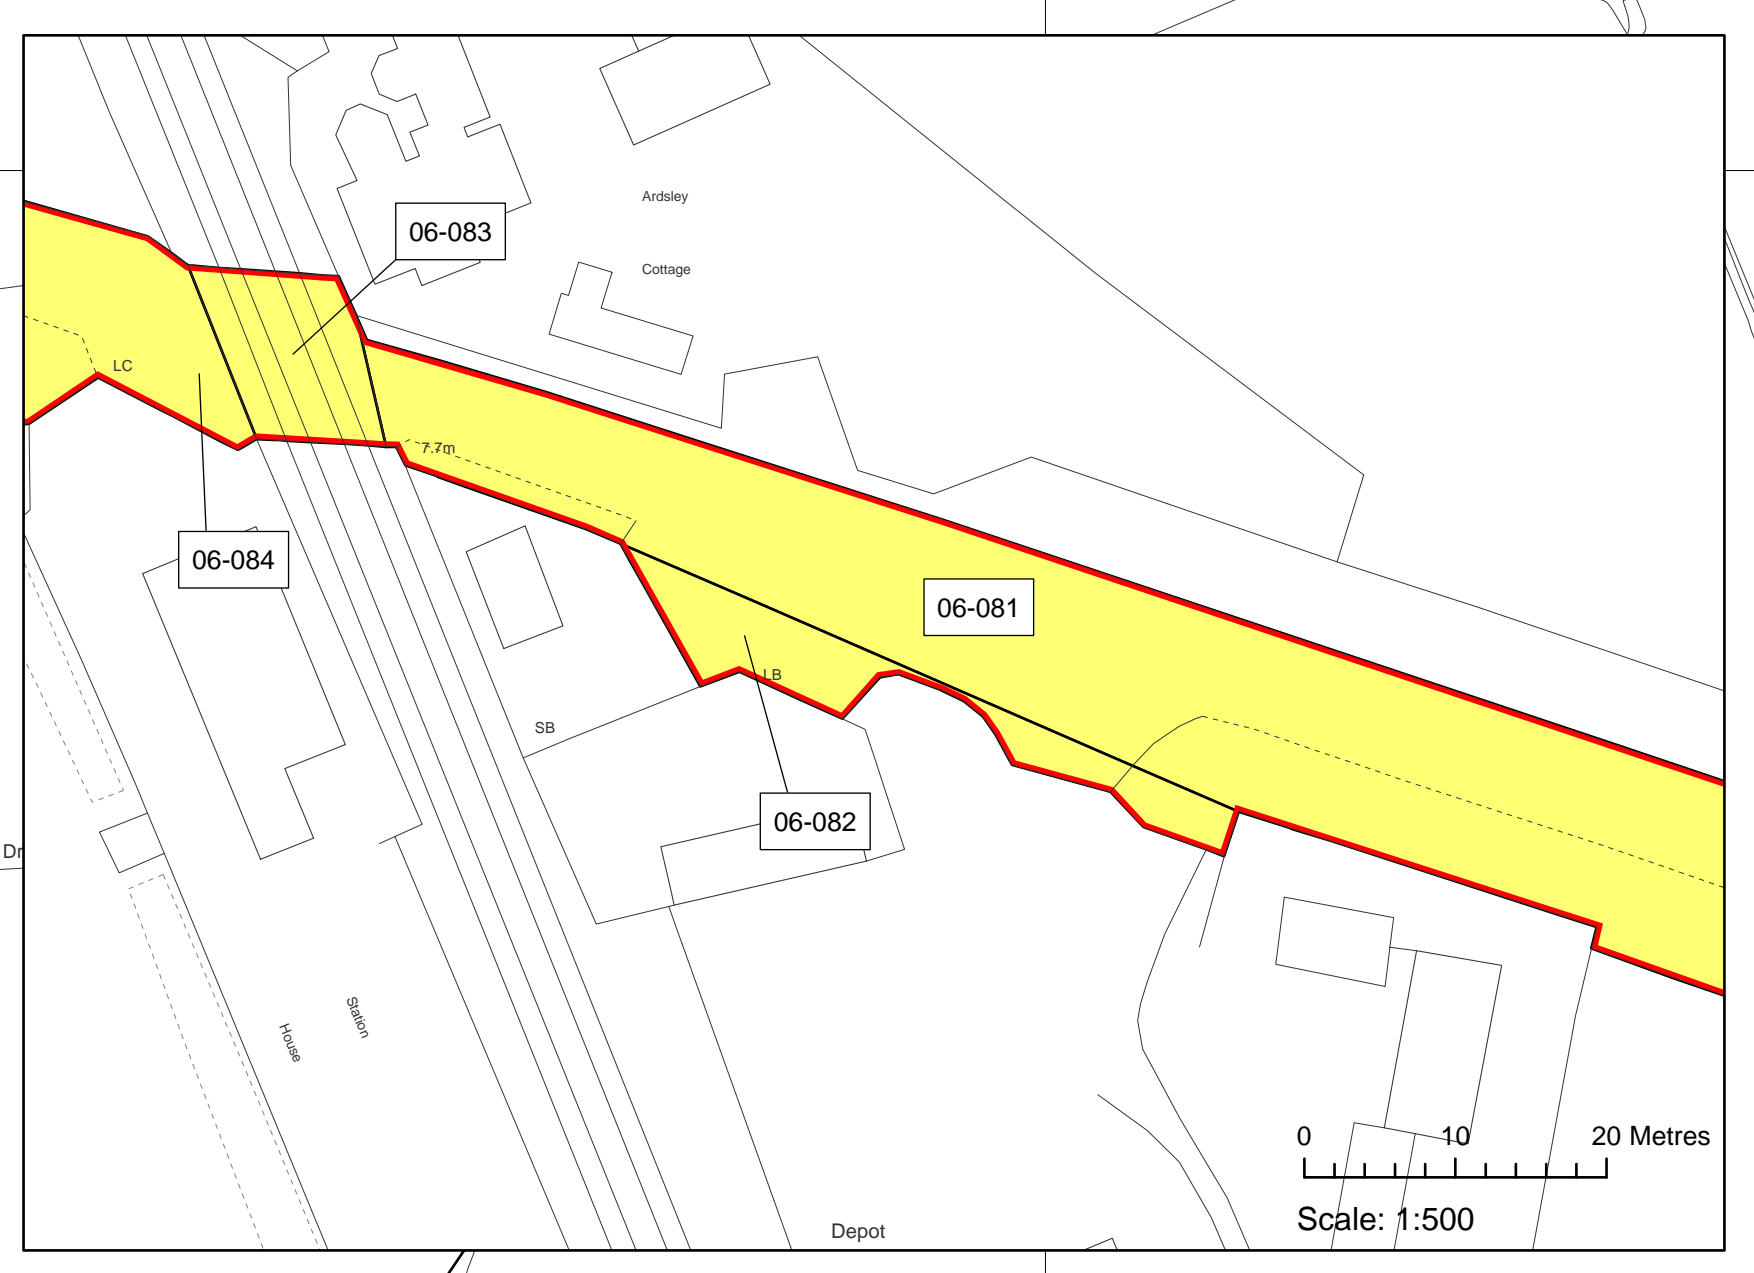 Ardsley
06-083
Cottage
LC
7.7m
06-084
06-081
LB
SB
06-082
Dr
Station
House
0 10 20 Metres
Scale: 1:500
Depot